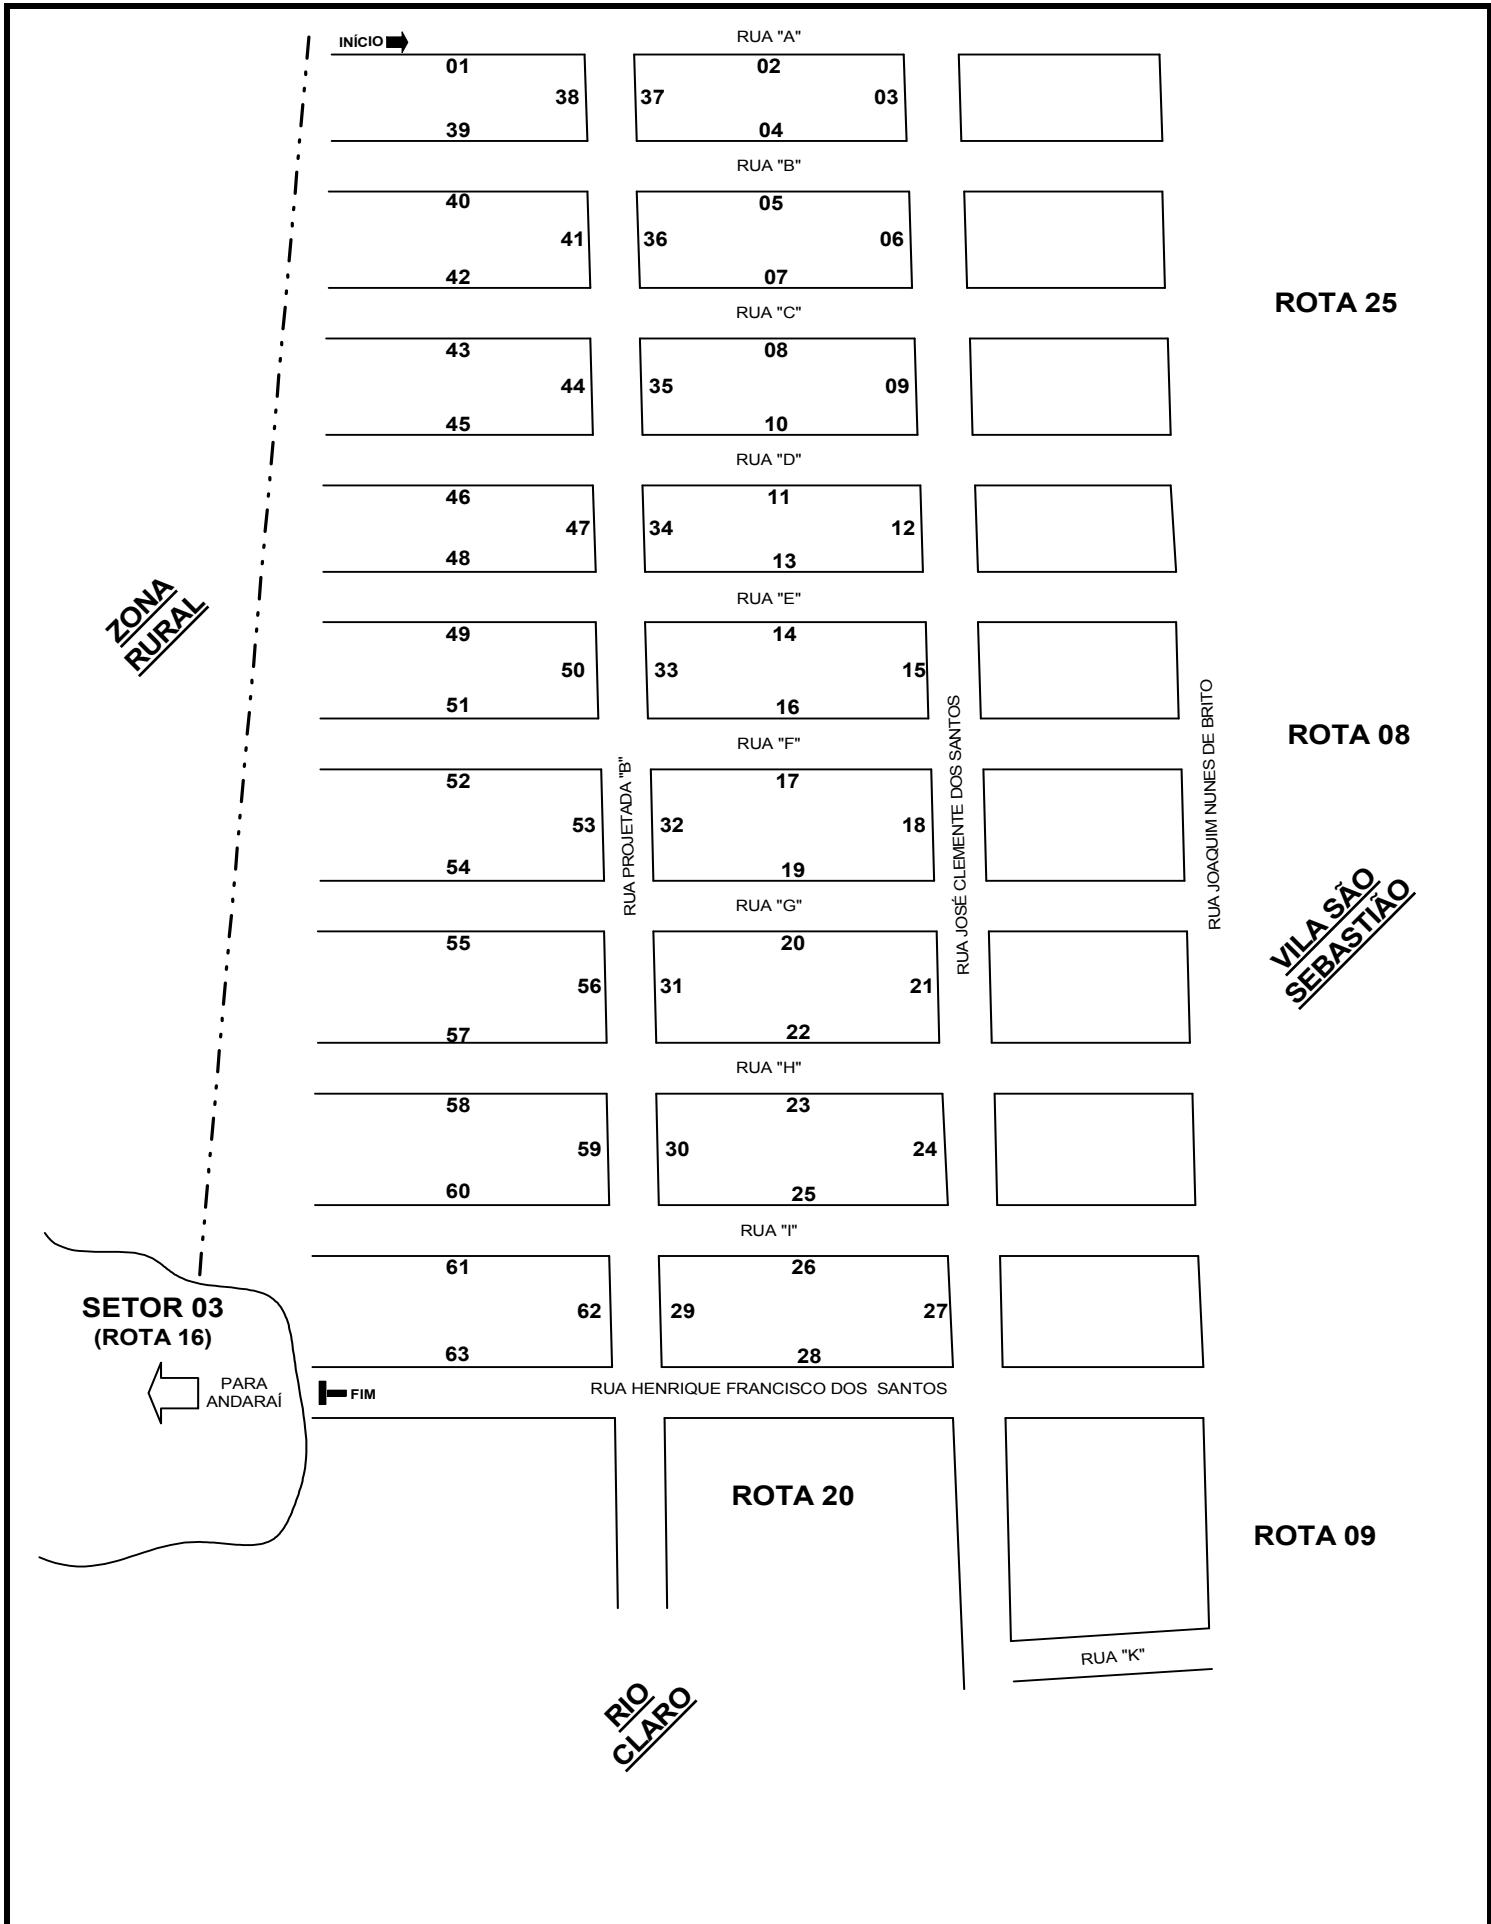 INÍCIO
RUA "A"
01
02
38
37
03
39
04
RUA "B"
40
05
41
36
06
42
07
RUA "C"
ROTA 25
43
08
44
35
09
45
10
RUA "D"
46
11
47
34
12
48
13
ZONA
RURAL
RUA "E"
49
14
50
33
15
51
16
RUA "F"
ROTA 08
RUA PROJETADA "B"
RUA JOSÉ CLEMENTE DOS SANTOS
RUA JOAQUIM NUNES DE BRITO
52
17
53
32
18
54
19
RUA "G"
VILA SÃO
SEBASTIÃO
55
20
56
31
21
57
22
RUA "H"
58
23
59
30
24
60
25
RUA "I"
61
26
SETOR 03
(ROTA 16)
62
29
27
63
28
PARA
ANDARAÍ
FIM
RUA HENRIQUE FRANCISCO DOS SANTOS
ROTA 20
ROTA 09
RUA "K"
RIO
CLARO